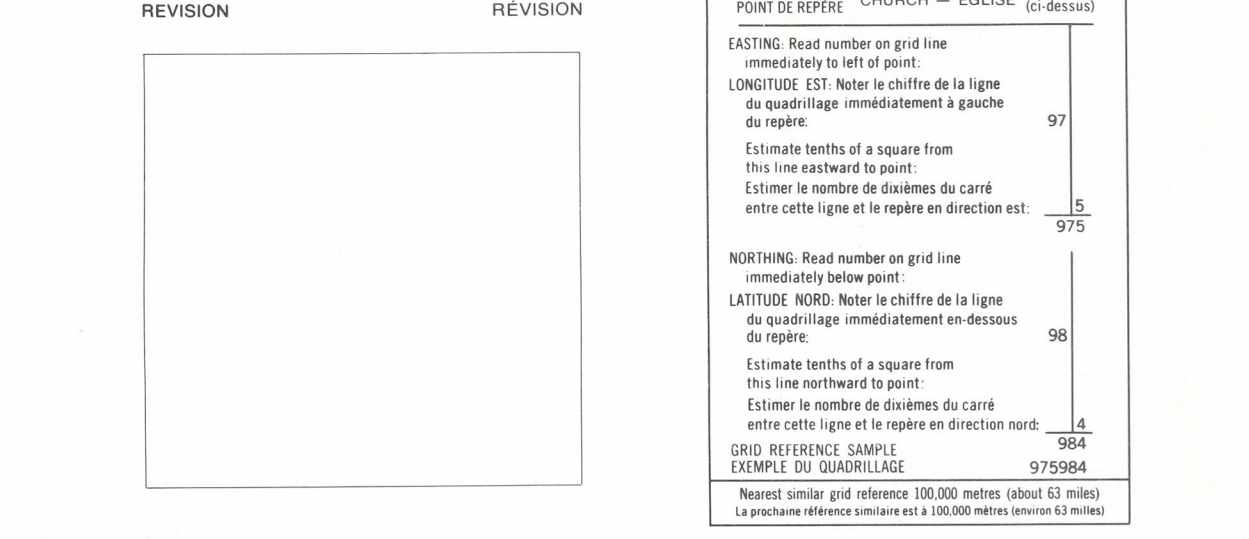 REVISION RÉVISION
POINT DE REPÈRE CHURCH — ÉGLISE (ci-dessus)
EASTING: Read number on grid line
immediately to left of point:
LONGITUDE EST: Noter le chiffre de la ligne
du quadrillage immédiatement à gauche
du repère: 97
Estimate tenths of a square from
this line eastward to point:
Estimer le nombre de dixièmes du carré
entre cette ligne et le repère en direction est: 5
975
NORTHING: Read number on grid line
immediately below point:
LATITUDE NORD: Noter le chiffre de la ligne
du quadrillage immédiatement en-dessous
du repère: 98
Estimate tenths of a square from
this line northward to point:
Estimer le nombre de dixièmes du carré
entre cette ligne et le repère en direction nord: 4
984
GRID REFERENCE SAMPLE
EXEMPLE DU QUADRILLAGE 975984
Nearest similar grid reference 100,000 metres (about 63 miles)
La prochaine référence similaire est à 100,000 mètres (environ 63 milles)